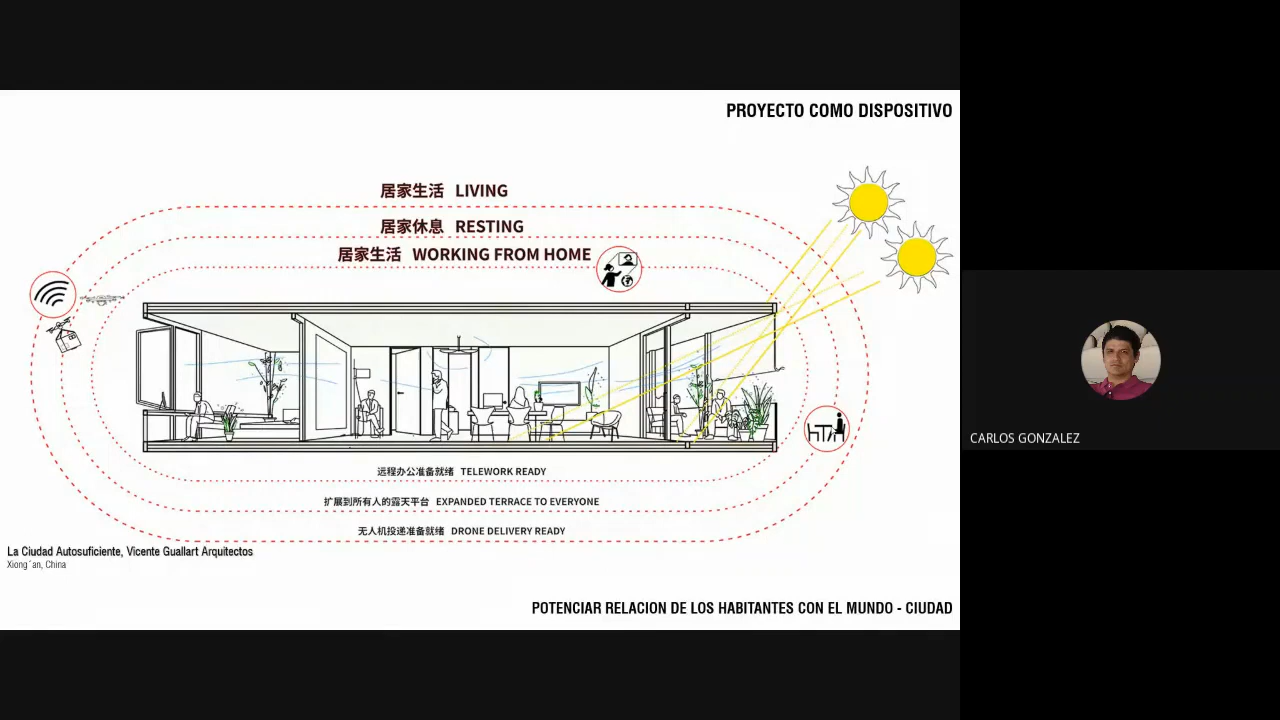 PROYECTO COMO DISPOSITIVO
居家生活 LIVING
居家休息 RESTING
居家生活 WORKING FROM HOME
远程办公准备就绪 TELEWORK READY
扩展到所有人的露天平台 EXPANDED TERRACE TO EVERYONE
无人机投递准备就绪 DRONE DELIVERY READY
La Ciudad Autosuficiente, Vicente Guallart Arquitectos
Xiong´an, China
POTENCIAR RELACION DE LOS HABITANTES CON EL MUNDO - CIUDAD
CARLOS GONZALEZ